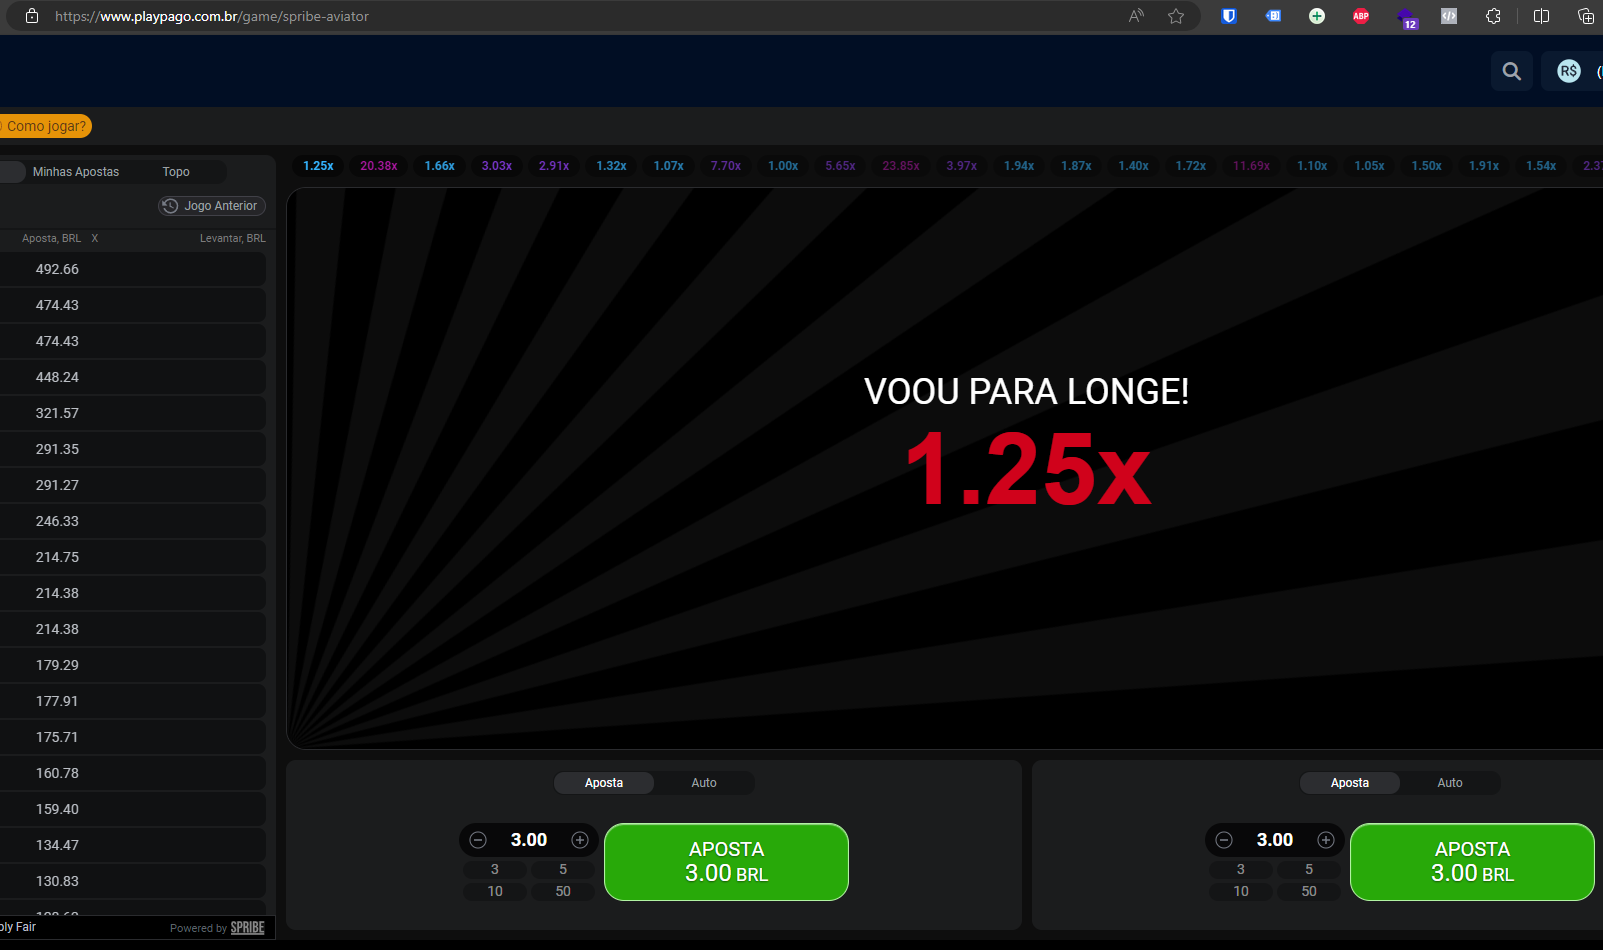 https://www.playpago.com.br/game/spribe-aviator
12
R$
Como jogar?
Minhas Apostas Topo
Jogo Anterior
Aposta, BRL X Levantar, BRL
492.66
474.43
474.43
448.24
321.57
291.35
291.27
246.33
214.75
214.38
214.38
179.29
177.91
175.71
160.78
159.40
134.47
130.83
Fair
Powered by SPRIBE
1.25x 20.38x 1.66x 3.03x 2.91x 1.32x 1.07x 7.70x 1.00x 5.65x 23.85x 3.97x 1.94x 1.87x 1.40x 1.72x 11.69x 1.10x 1.05x 1.50x 1.91x 1.54x
VOOU PARA LONGE!
1.25x
Aposta Auto
3.00
3 5
10 50
APOSTA
3.00 BRL
Aposta Auto
3.00
3 5
10 50
APOSTA
3.00 BRL